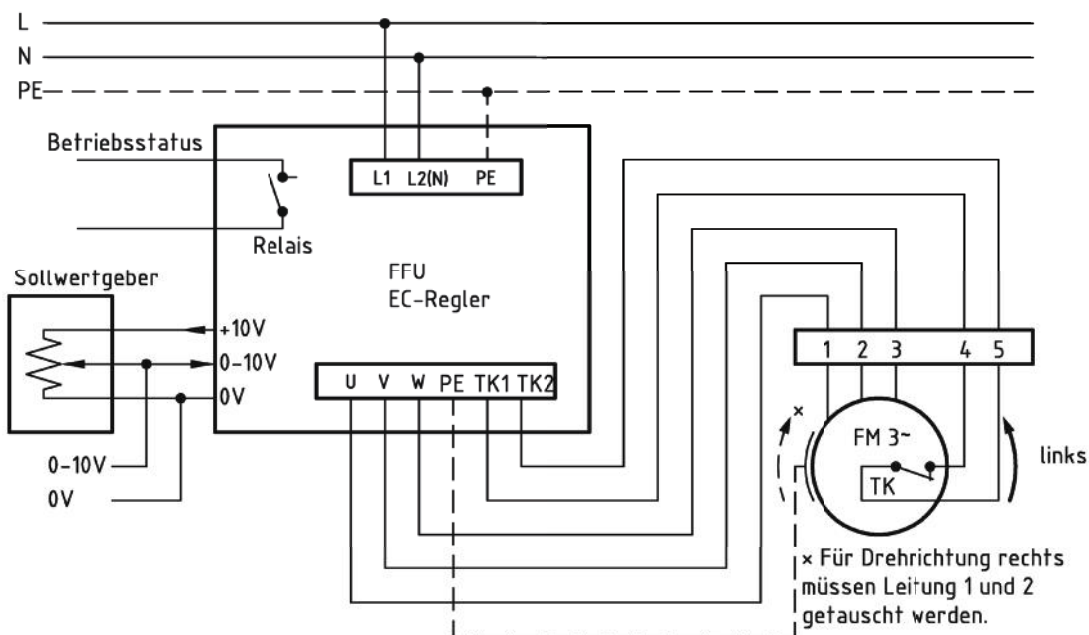 L
N
PE
Betriebsstatus
L1 L2(N) PE
Relais
FFU
EC-Regler
Sollwertgeber
+10V
0-10V
0V
U V W PE TK1 TK2
0-10V
0V
1 2 3 4 5
×
FM 3~
TK
links
× Für Drehrichtung rechts
müssen Leitung 1 und 2
getauscht werden.